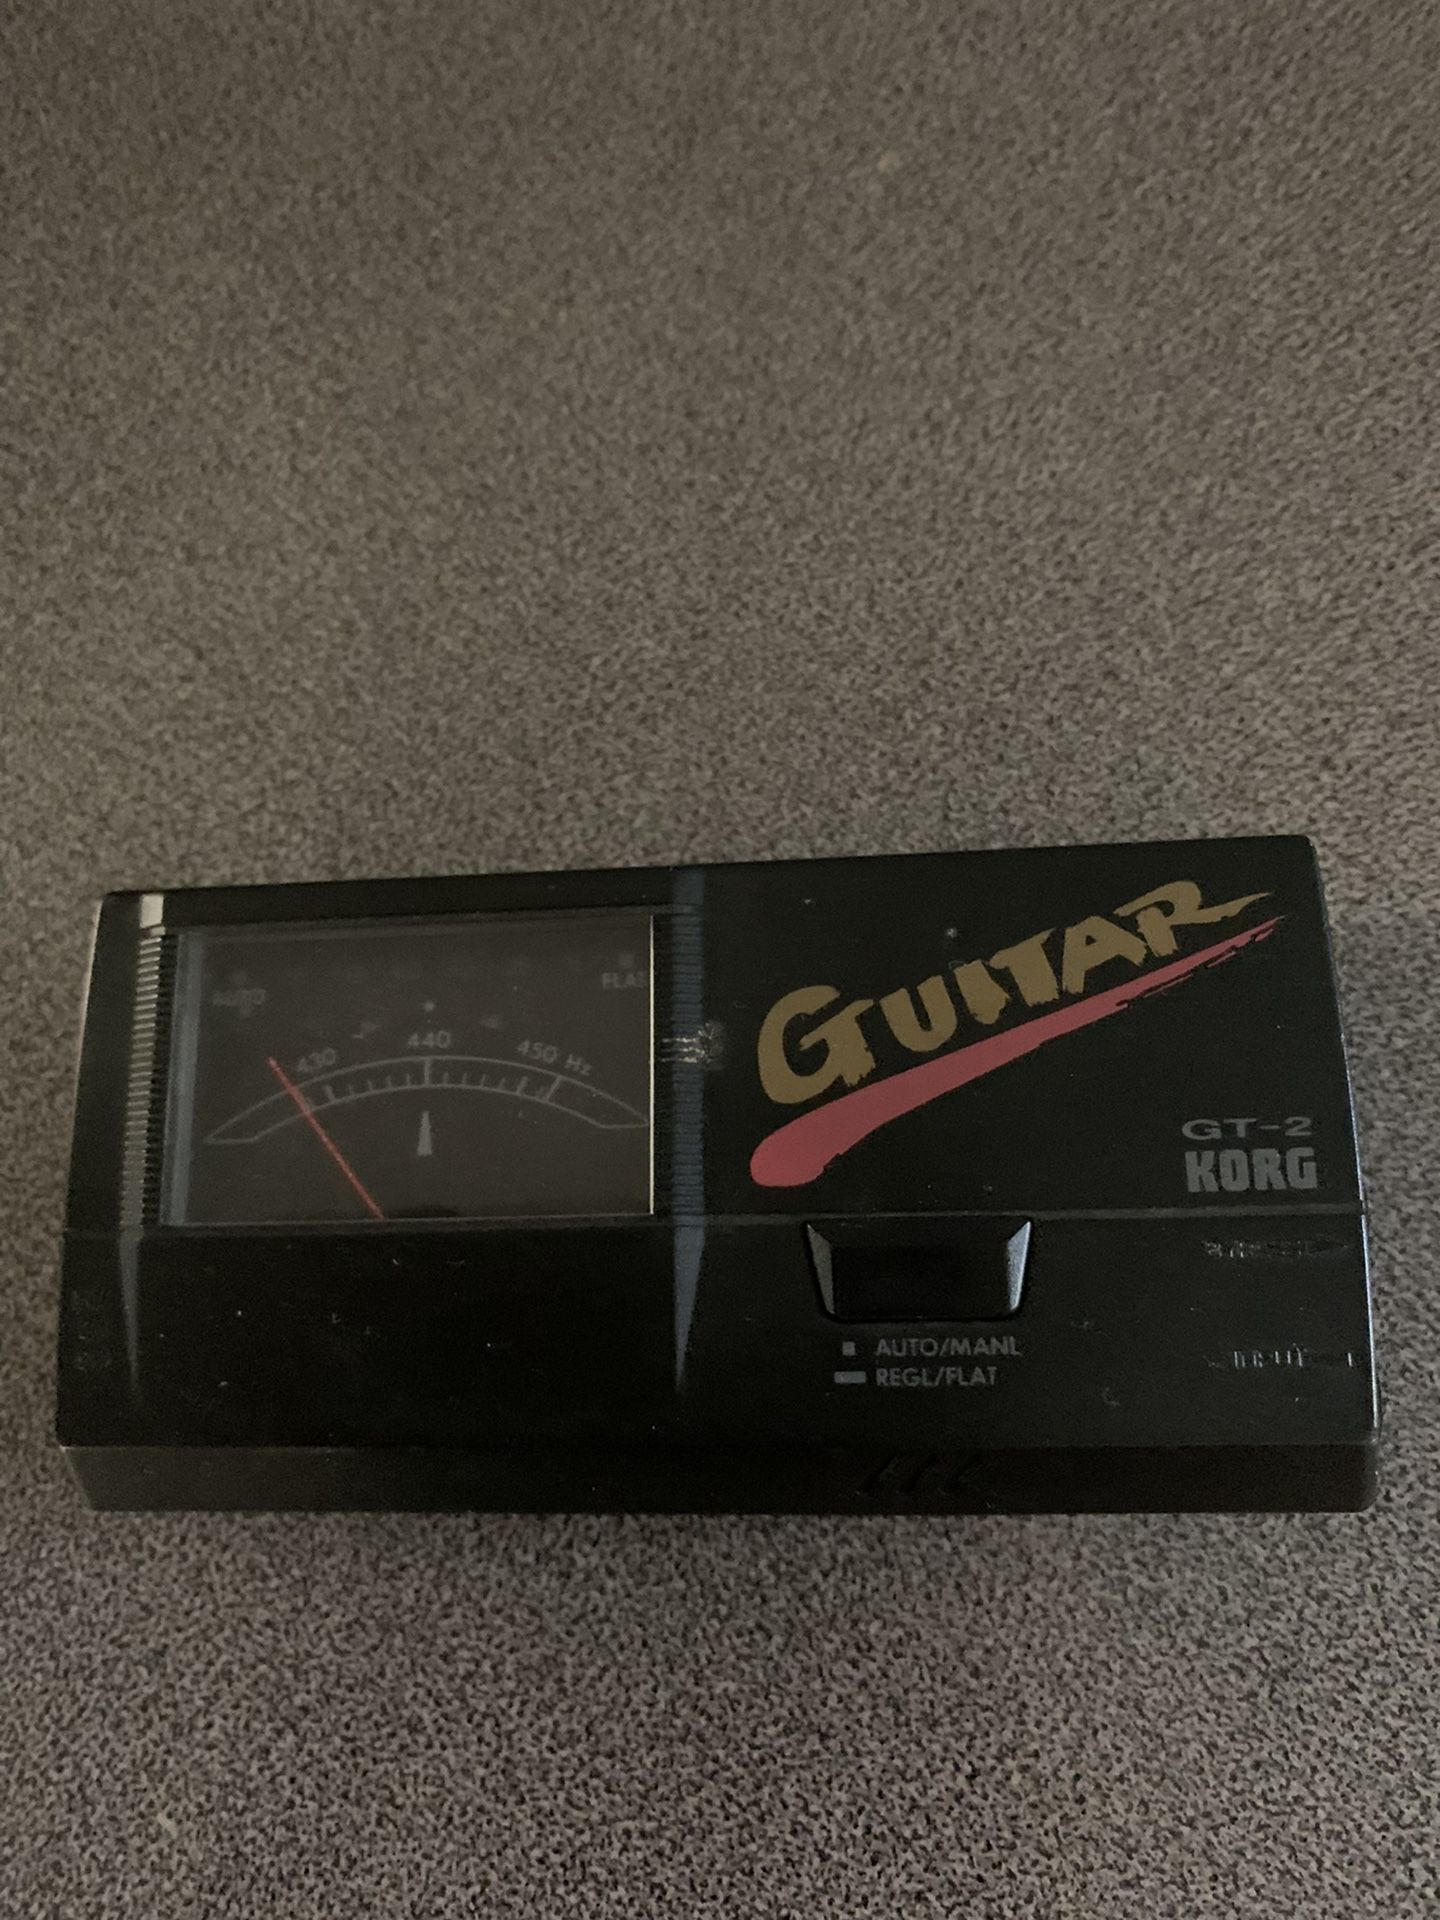 FLAT
430 440 450 Hz
GUITAR
GT-2
KORG
AUTO/MANL
REGL/FLAT